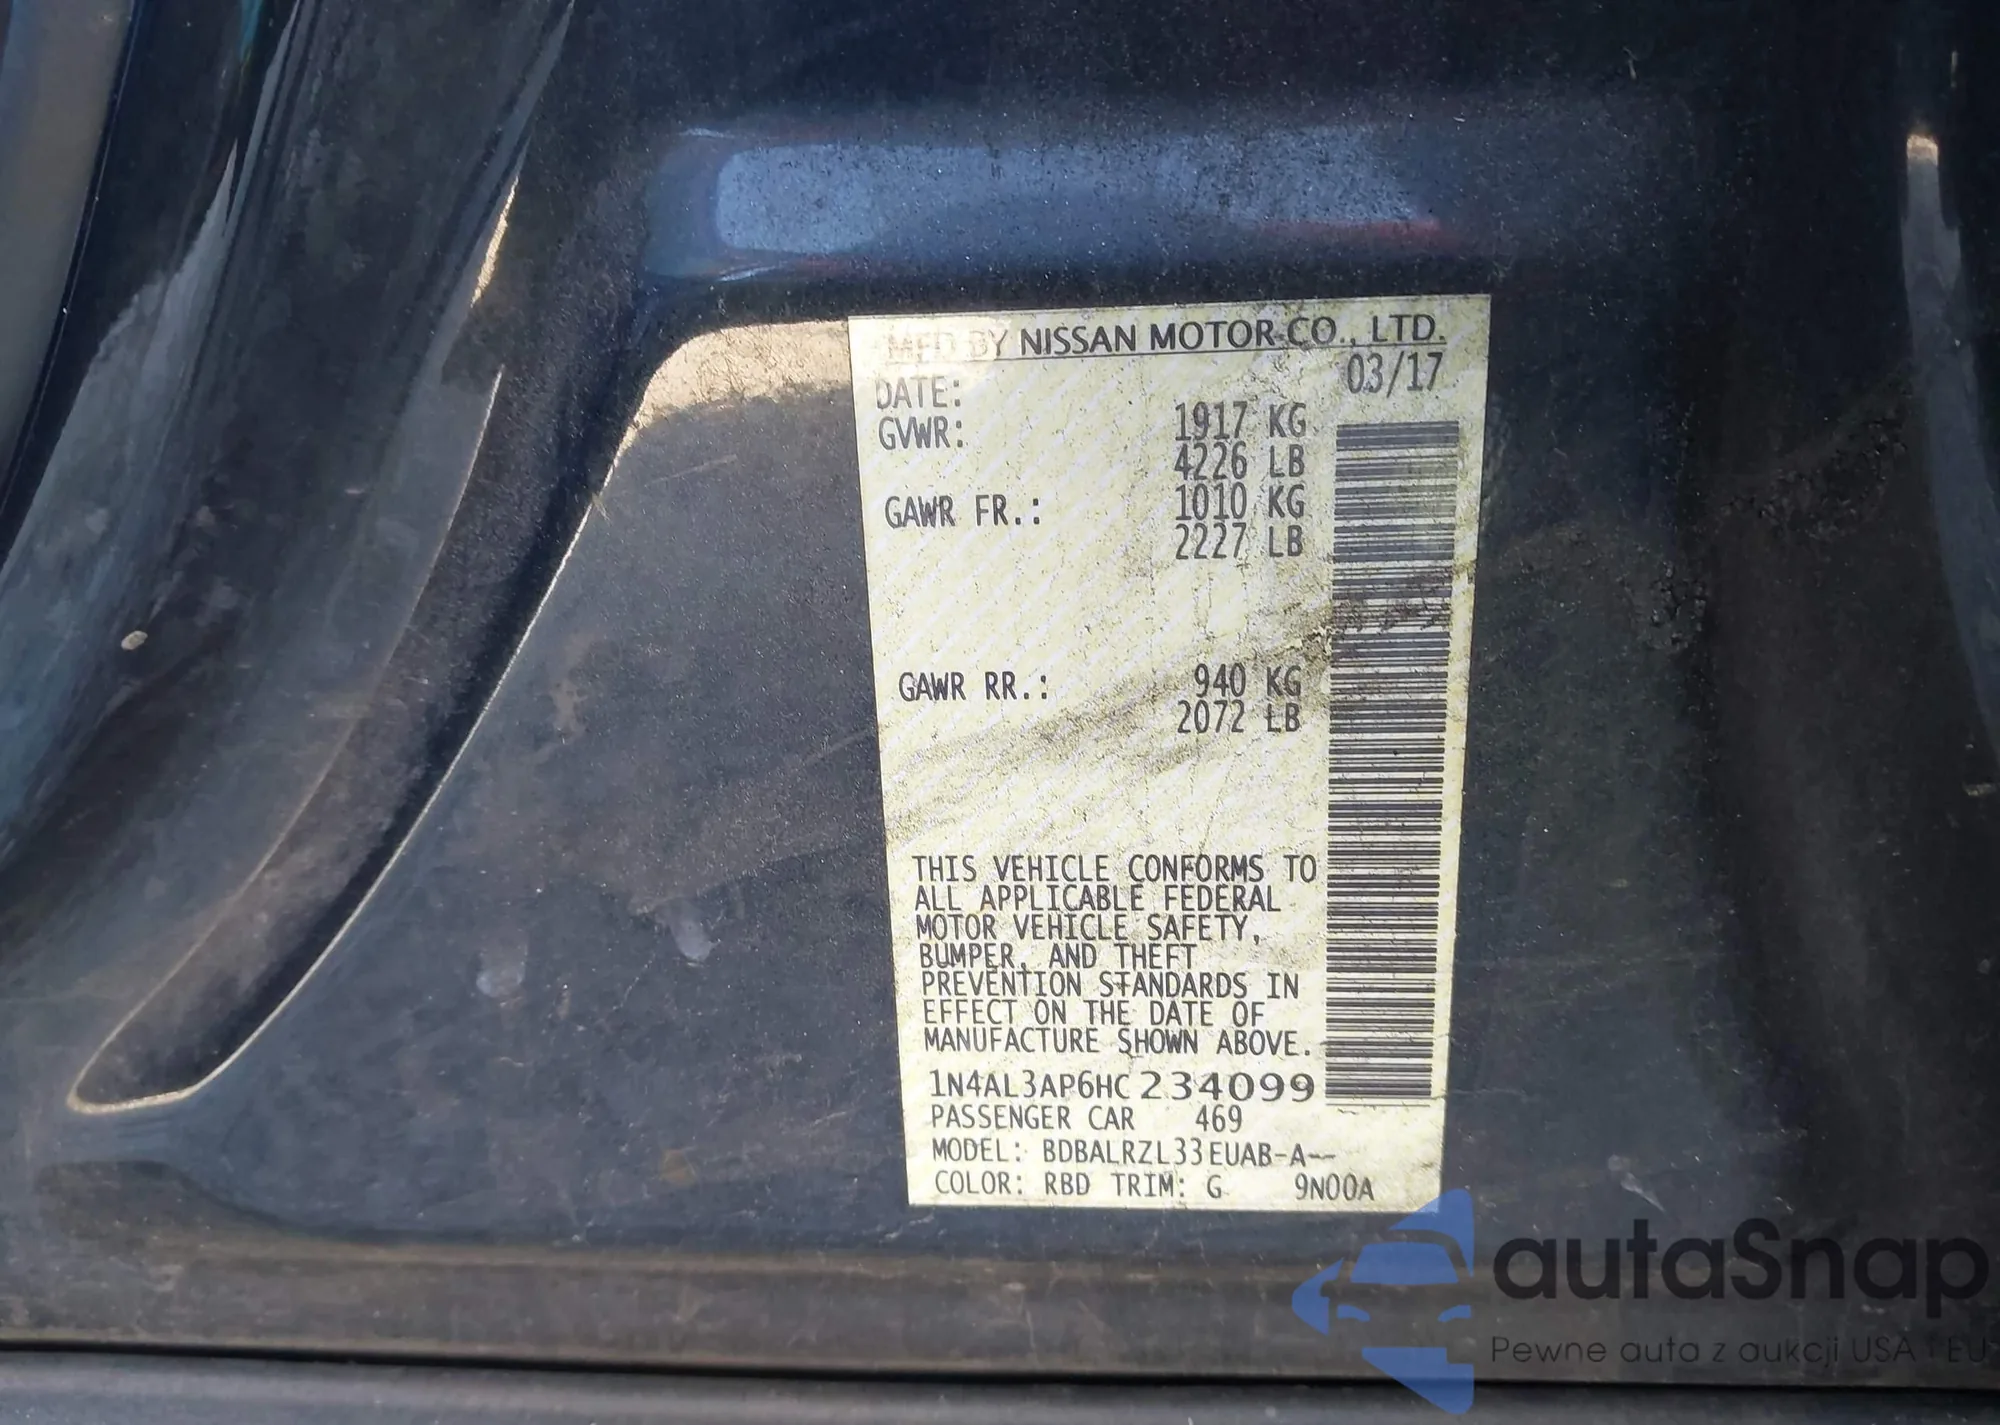 MFD BY NISSAN MOTOR CO., LTD.
DATE: 03/17
GVWR: 1917 KG
4226 LB
GAWR FR.: 1010 KG
2227 LB
GAWR RR.: 940 KG
2072 LB
THIS VEHICLE CONFORMS TO
ALL APPLICABLE FEDERAL
MOTOR VEHICLE SAFETY,
BUMPER, AND THEFT
PREVENTION STANDARDS IN
EFFECT ON THE DATE OF
MANUFACTURE SHOWN ABOVE.
1N4AL3AP6HC234099
PASSENGER CAR 469
MODEL: BDBALRZL33EUAB-A--
COLOR: RBD TRIM: G 9N00A
autaSnap
Pewne auta z aukcji USA i EU